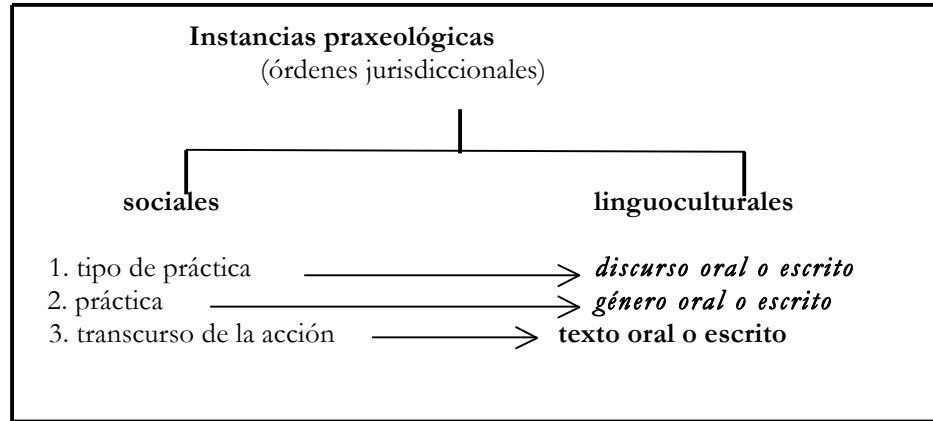 Instancias praxeológicas
(órdenes jurisdiccionales)
sociales linguoculturales
1. tipo de práctica discurso oral o escrito
2. práctica género oral o escrito
3. transcurso de la acción texto oral o escrito